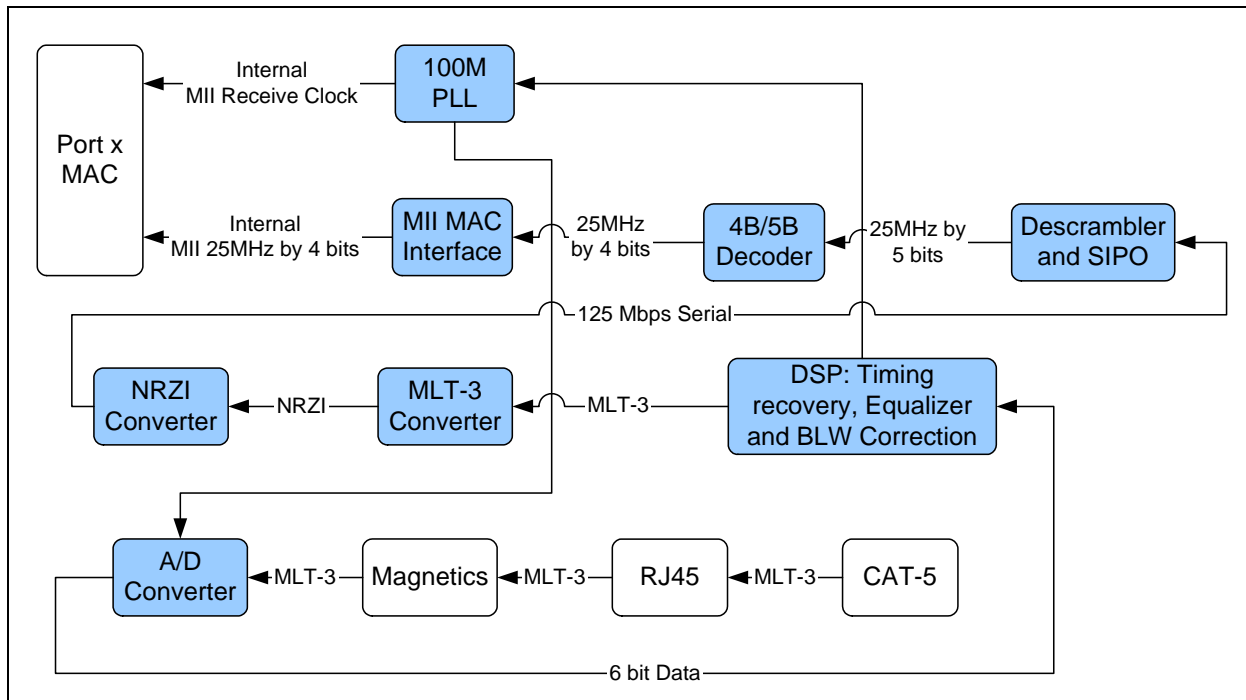 Internal
MII Receive Clock
100M
PLL
Port x
MAC
Internal
MII 25MHz by 4 bits
MII MAC
Interface
25MHz
by 4 bits
4B/5B
Decoder
25MHz by
5 bits
Descrambler
and SIPO
125 Mbps Serial
NRZI
Converter
NRZI
MLT-3
Converter
MLT-3
DSP: Timing
recovery, Equalizer
and BLW Correction
A/D
Converter
MLT-3
Magnetics
MLT-3
RJ45
MLT-3
CAT-5
6 bit Data